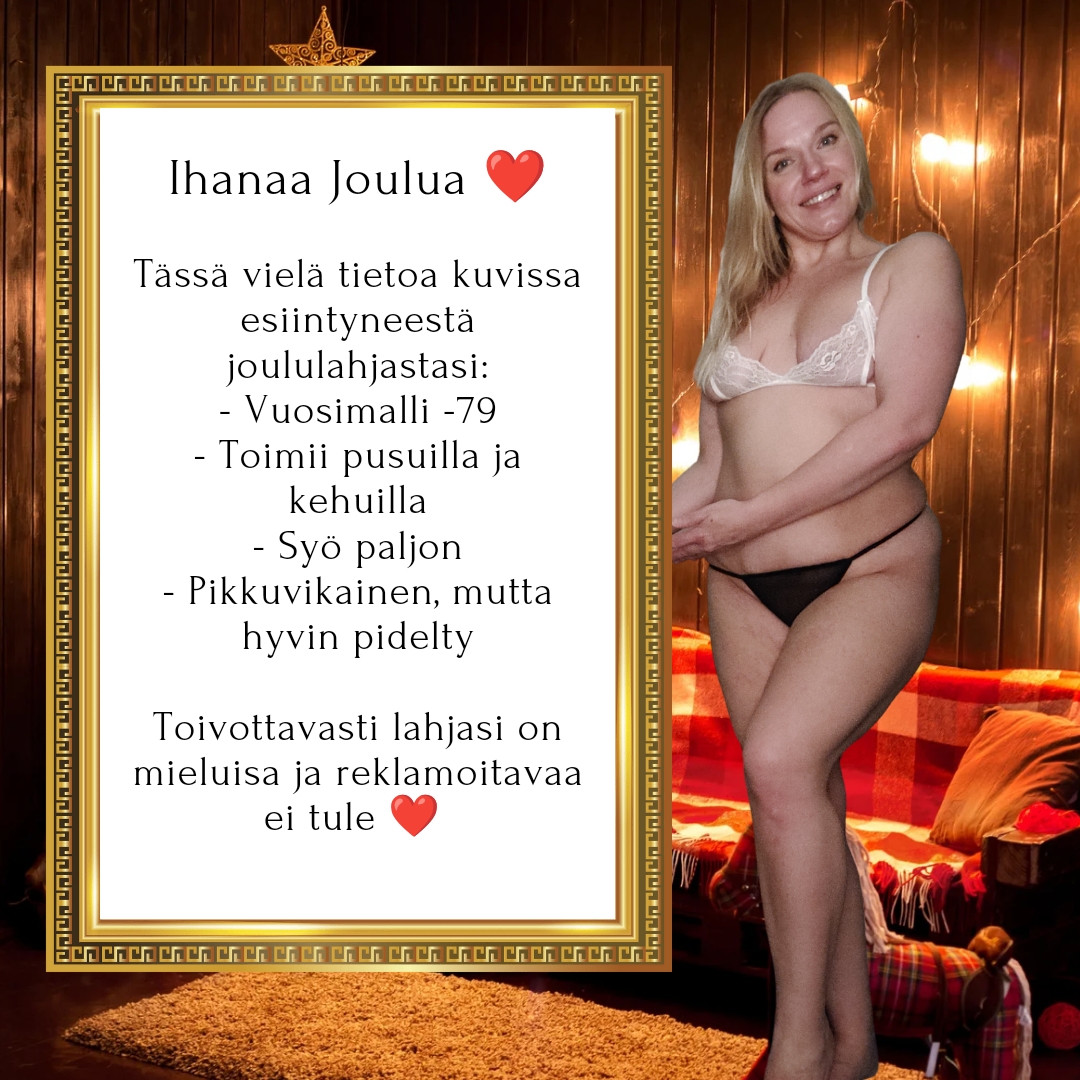 Ihanaa Joulua ❤️
Tässä vielä tietoa kuvissa
esiintyneestä
joululahjastasi:
- Vuosimalli -79
- Toimii pusuilla ja
kehuilla
- Syö paljon
- Pikkuvikainen, mutta
hyvin pidelty
Toivottavasti lahjasi on
mieluisa ja reklamoitavaa
ei tule ❤️